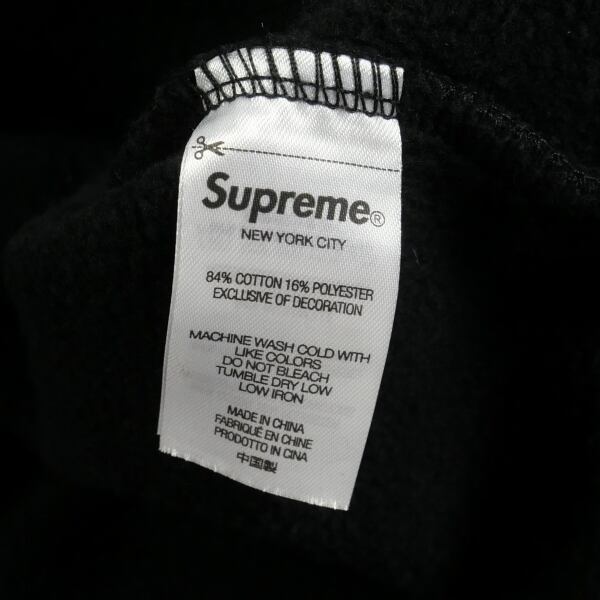 Supreme®
NEW YORK CITY
84% COTTON 16% POLYESTER
EXCLUSIVE OF DECORATION
MACHINE WASH COLD WITH
LIKE COLORS
DO NOT BLEACH
TUMBLE DRY LOW
LOW IRON
MADE IN CHINA
FABRIQUÉ EN CHINE
PRODOTTO IN CINA
中国製